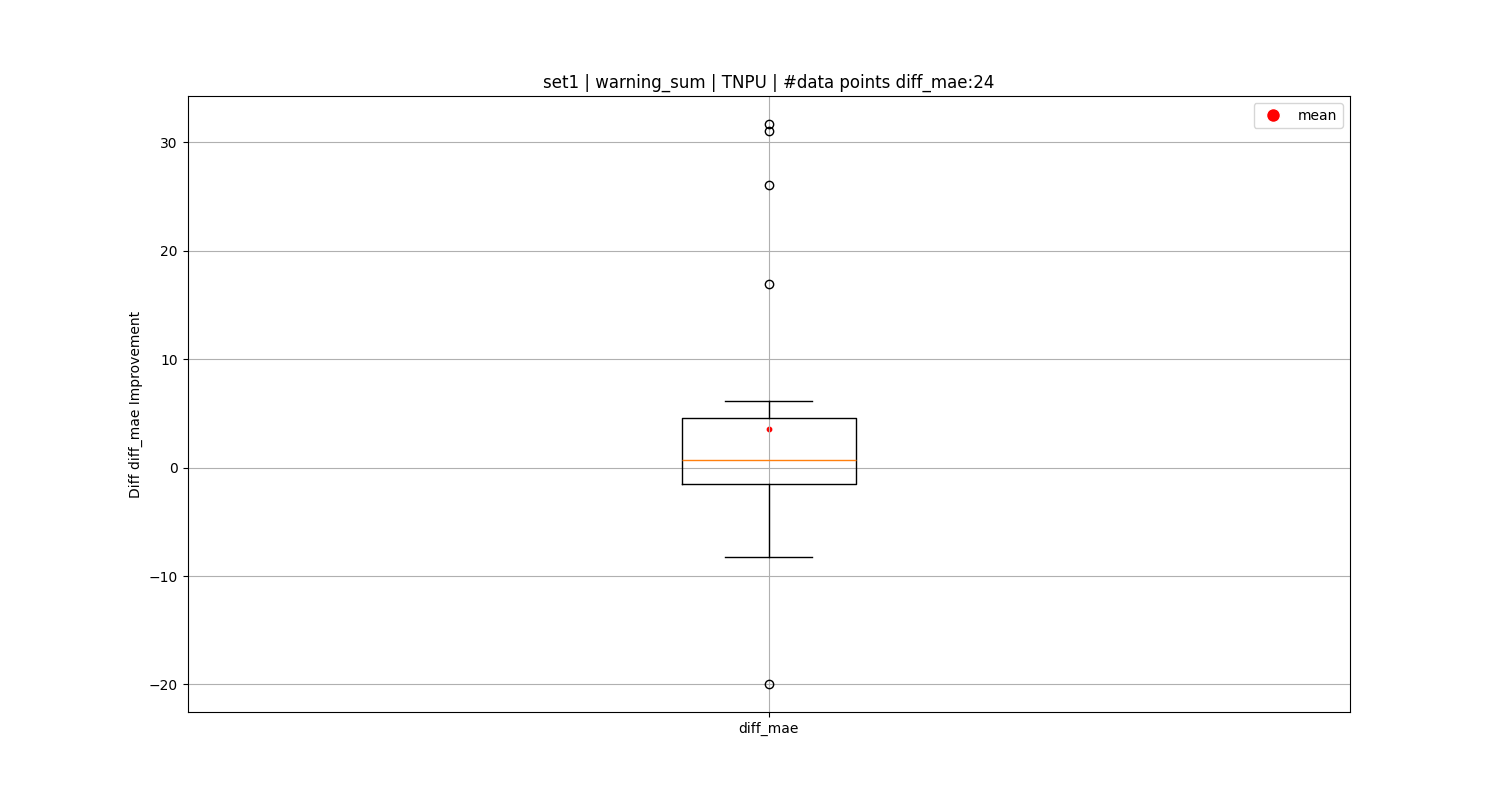 set1 | warning_sum | TNPU | #data points diff_mae:24
mean
30
20
10
0
−10
−20
Diff diff_mae Improvement
diff_mae